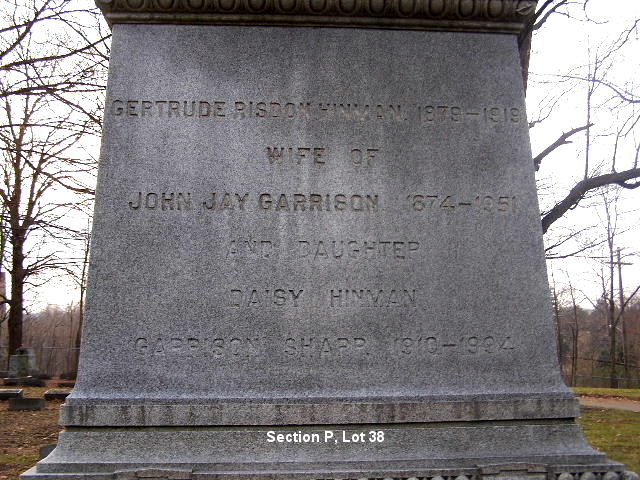 GERTRUDE RISDON HINMAN. 1879–1919
WIFE OF
JOHN JAY GARRISON. 1874–1951
AND DAUGHTER
DAISY HINMAN
GARRISON SHARP. 1910–1994
Section P, Lot 38